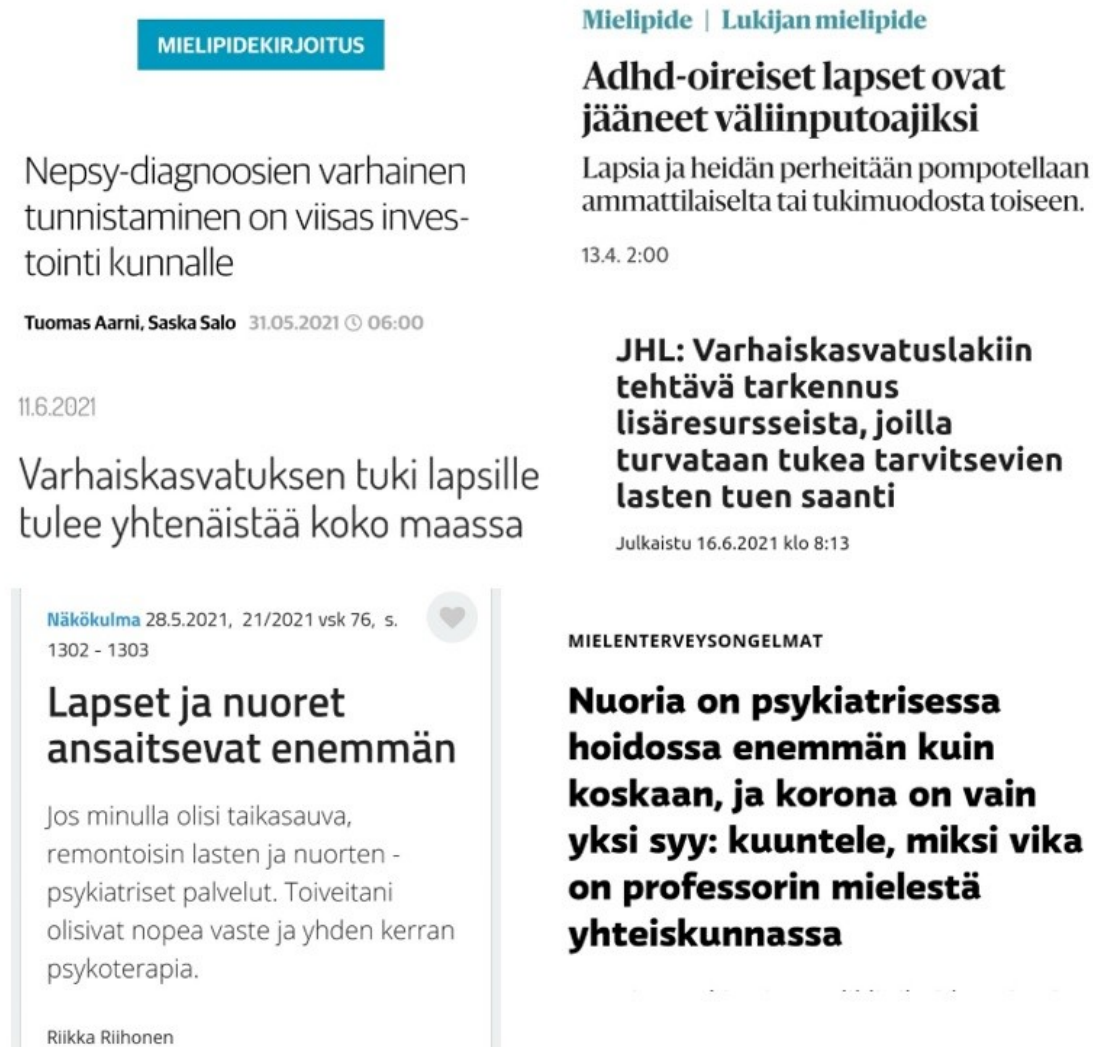 MIELIPIDEKIRJOITUS
Nepsy-diagnoosien varhainen
tunnistaminen on viisas inves-
tointi kunnalle
Tuomas Aarni, Saska Salo 31.05.2021 06:00
Mielipide | Lukijan mielipide
Adhd-oireiset lapset ovat
jääneet väliinputoajiksi
Lapsia ja heidän perheitään pompotellaan
ammattilaiselta tai tukimuodosta toiseen.
13.4. 2:00
11.6.2021
Varhaiskasvatuksen tuki lapsille
tulee yhtenäistää koko maassa
JHL: Varhaiskasvatuslakiin
tehtävä tarkennus
lisäresursseista, joilla
turvataan tukea tarvitsevien
lasten tuen saanti
Julkaistu 16.6.2021 klo 8:13
Näkökulma 28.5.2021, 21/2021 vsk 76, s.
1302 - 1303
Lapset ja nuoret
ansaitsevat enemmän
Jos minulla olisi taikasauva,
remontoisin lasten ja nuorten -
psykiatriset palvelut. Toiveitani
olisivat nopea vaste ja yhden kerran
psykoterapia.
Riikka Riihonen
MIELENTERVEYSONGELMAT
Nuoria on psykiatrisessa
hoidossa enemmän kuin
koskaan, ja korona on vain
yksi syy: kuuntele, miksi vika
on professorin mielestä
yhteiskunnassa